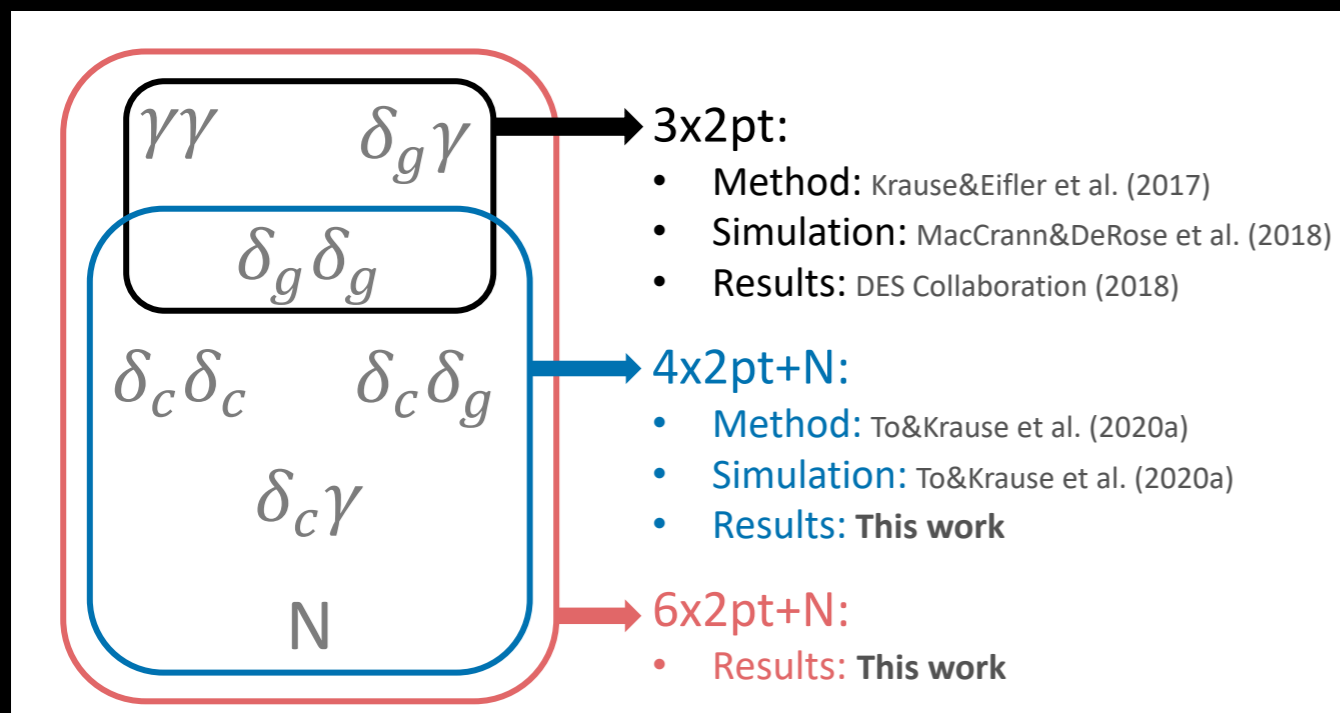 γγ δ_gγ
δ_gδ_g
δ_cδ_c δ_cδ_g
δ_cγ
N
3x2pt:
• Method: Krause&Eifler et al. (2017)
• Simulation: MacCrann&DeRose et al. (2018)
• Results: DES Collaboration (2018)
4x2pt+N:
• Method: To&Krause et al. (2020a)
• Simulation: To&Krause et al. (2020a)
• Results: This work
6x2pt+N:
• Results: This work